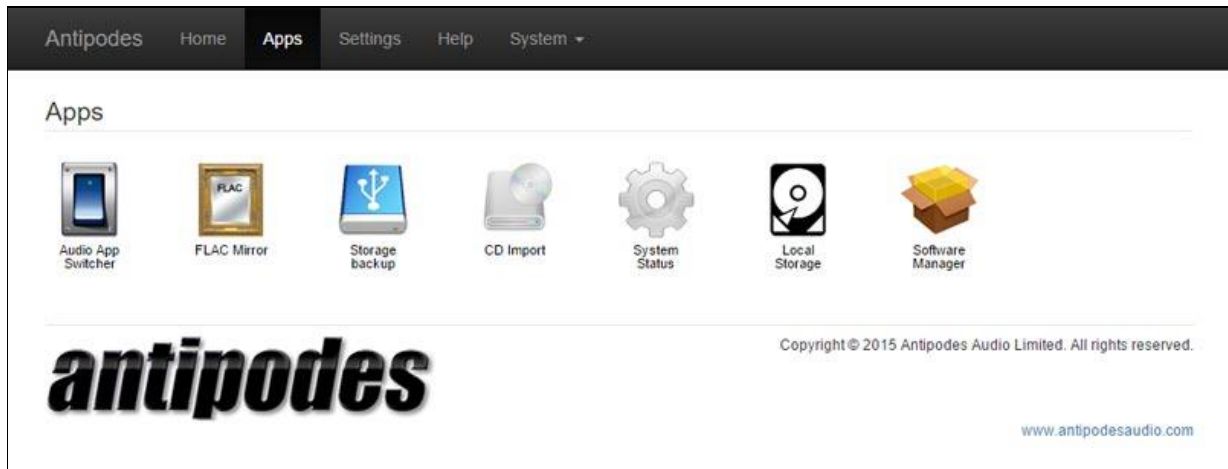 Antipodes Home Apps Settings Help System
Apps
FLAC
Audio App
Switcher
FLAC Mirror
Storage
backup
CD Import
System
Status
Local
Storage
Software
Manager
antipodes
Copyright © 2015 Antipodes Audio Limited. All rights reserved.
www.antipodesaudio.com